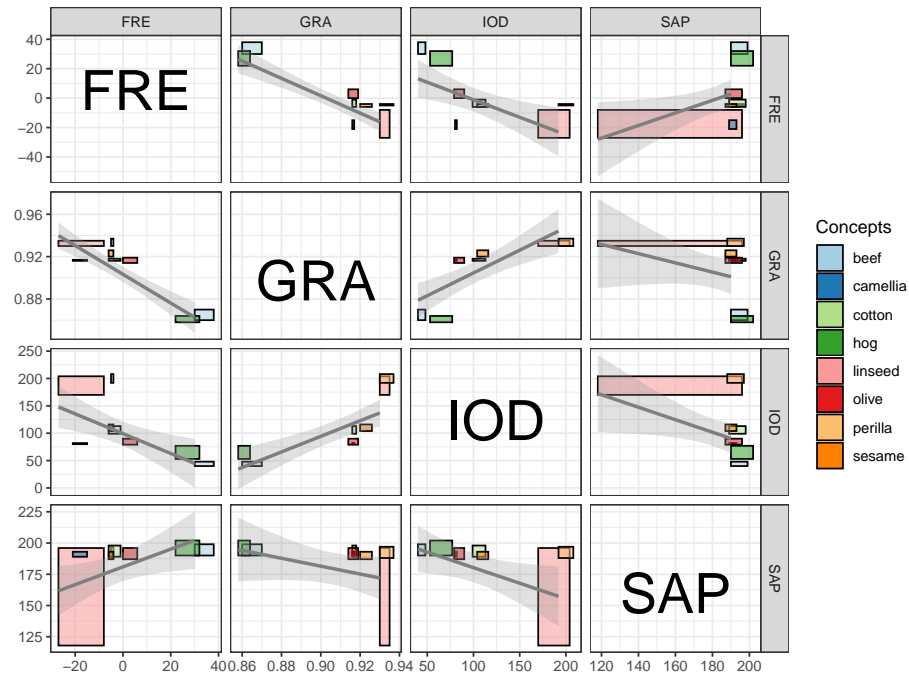 FRE GRA IOD SAP
40
20
0
−20
−40
FRE
FRE
0.96
0.92
0.88
GRA
GRA
Concepts
beef
camellia
cotton
hog
linseed
olive
perilla
sesame
250
200
150
100
50
0
IOD
IOD
225
200
175
150
125
SAP
SAP
−20 0 20 40 0.86 0.88 0.90 0.92 0.94 50 100 150 200 120 140 160 180 200